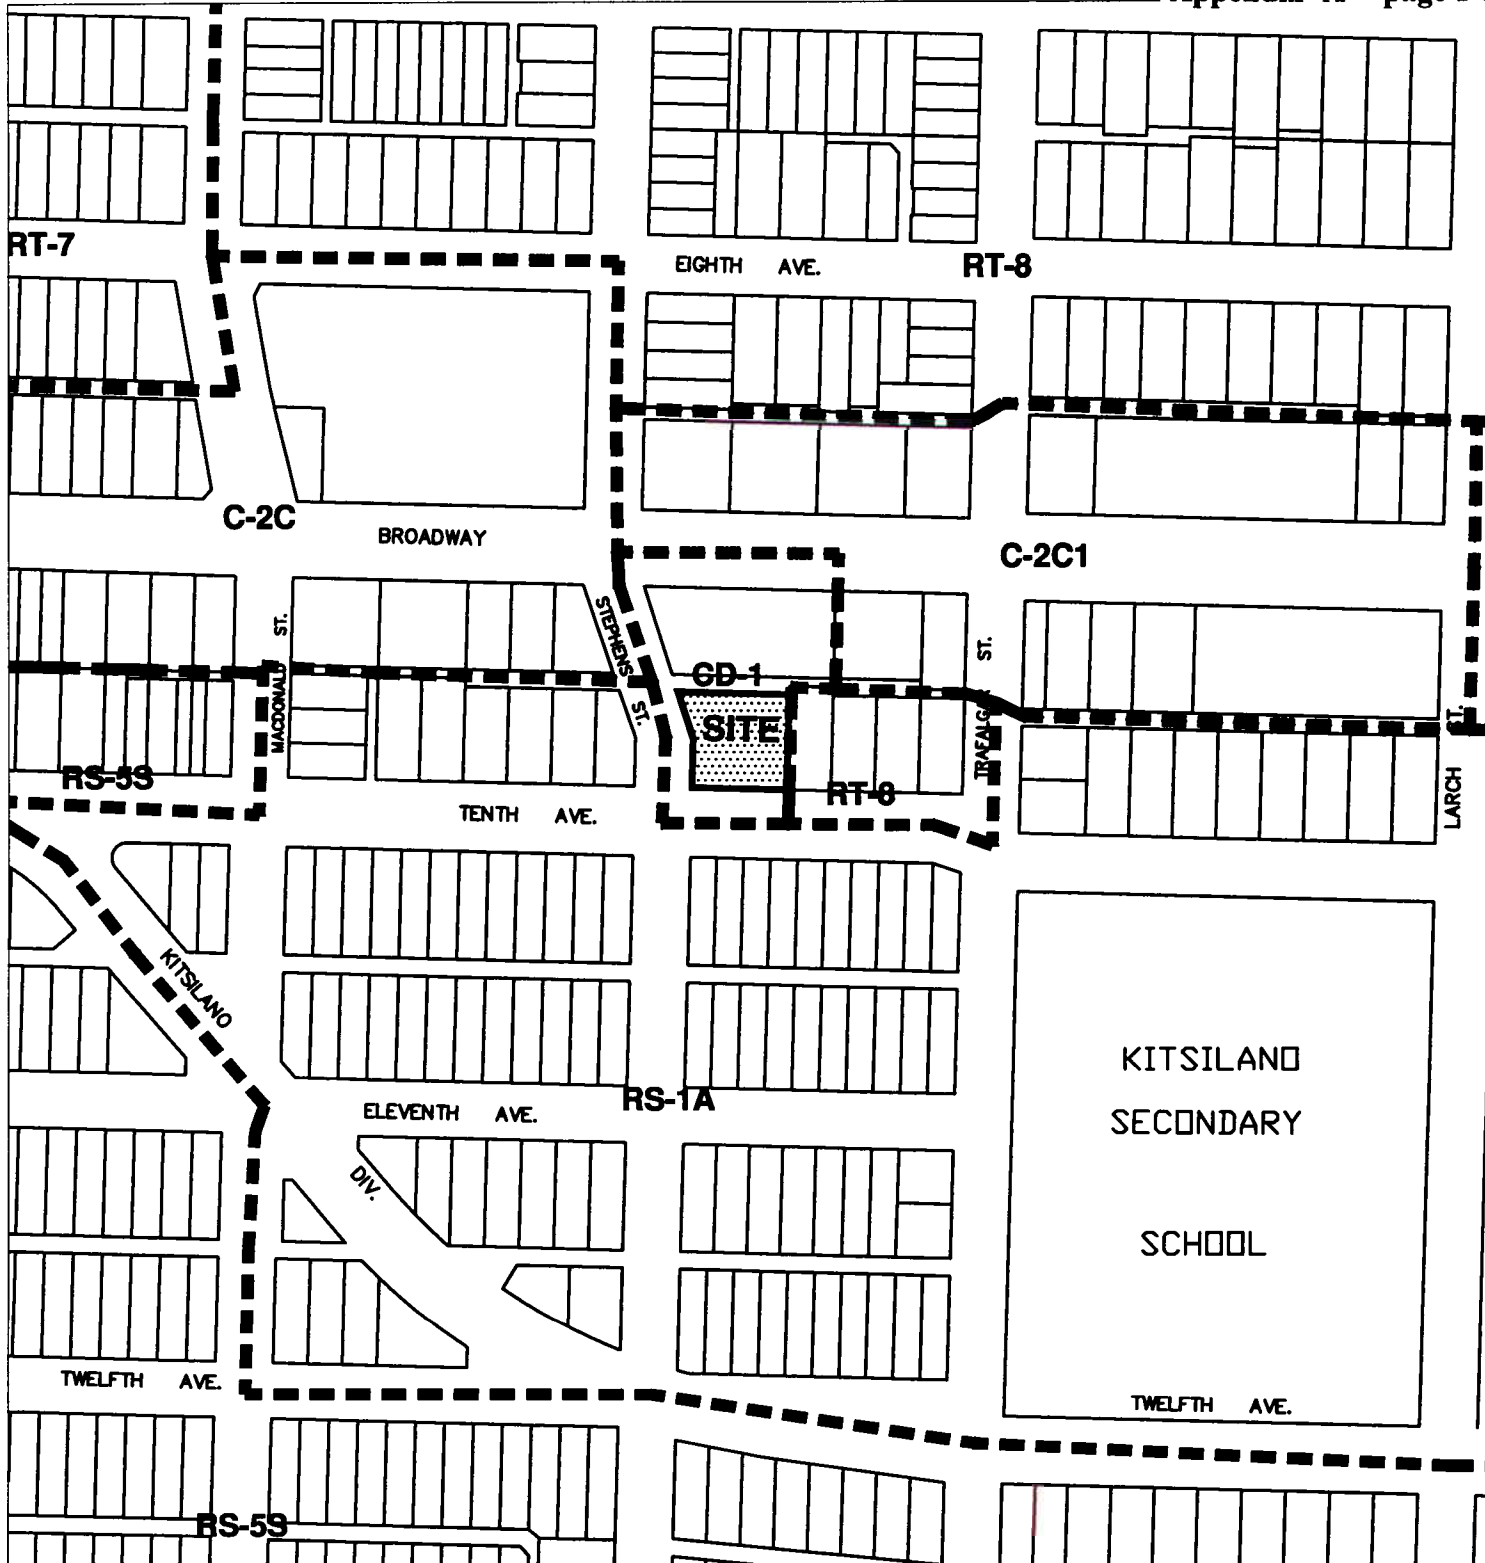 RT-7
EIGHTH AVE.
RT-8
C-2C
BROADWAY
C-2C1
STEPHENS ST.
MACDONALD ST.
TRAFALGAR ST.
CD-1
SITE
RS-5S
RT-8
LARCH ST.
TENTH AVE.
KITSILANO DIV.
KITSILANO
SECONDARY
SCHOOL
ELEVENTH AVE.
RS-1A
TWELFTH AVE.
TWELFTH AVE.
RS-5S